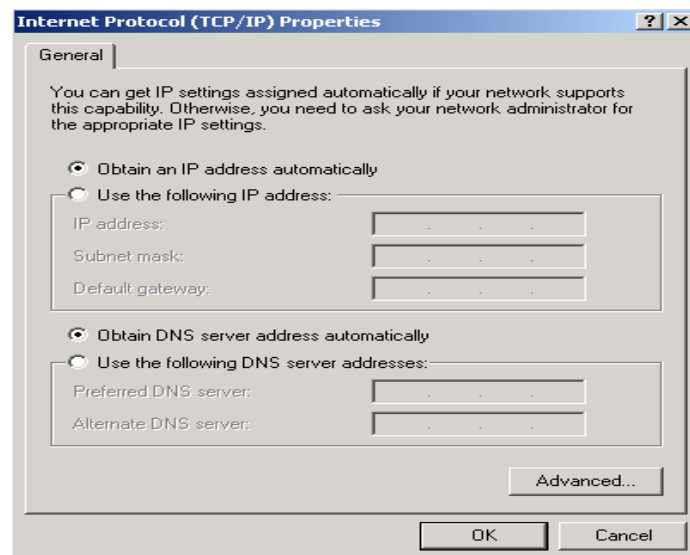 Internet Protocol (TCP/IP) Properties
General
You can get IP settings assigned automatically if your network supports
this capability. Otherwise, you need to ask your network administrator for
the appropriate IP settings.
Obtain an IP address automatically
Use the following IP address:
IP address:
Subnet mask:
Default gateway:
Obtain DNS server address automatically
Use the following DNS server addresses:
Preferred DNS server:
Alternate DNS server:
Advanced...
OK Cancel